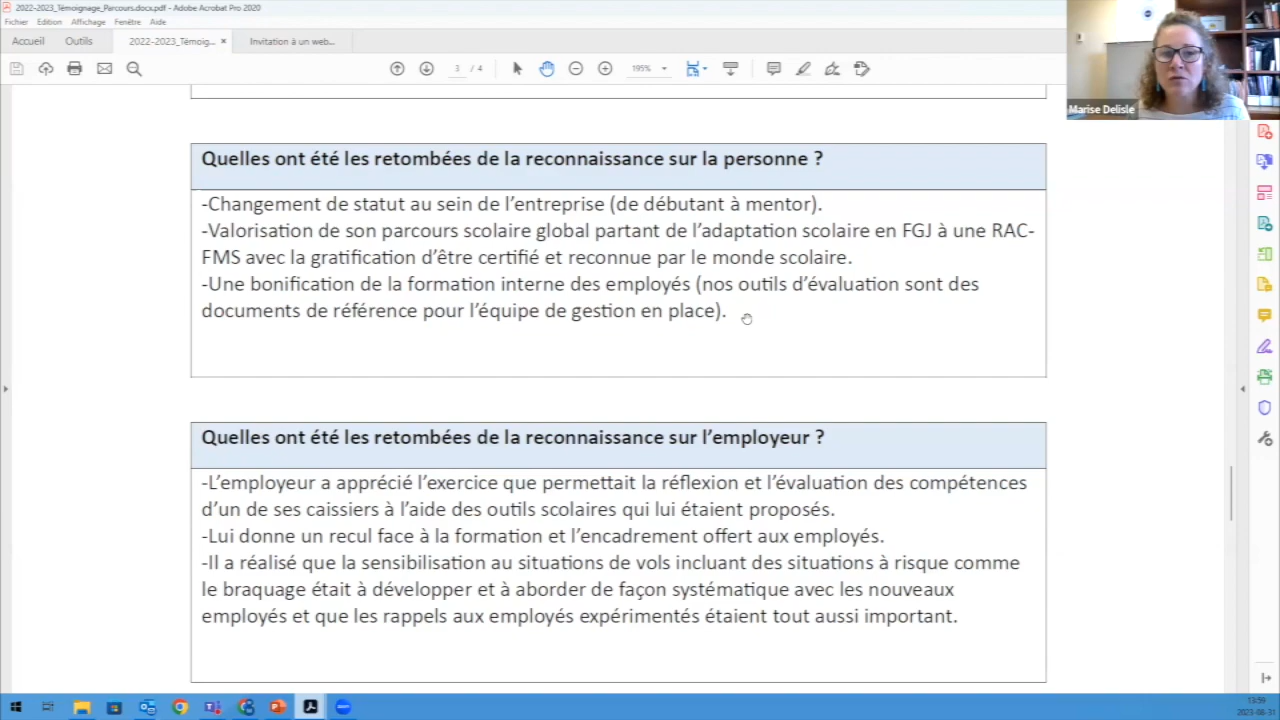 2022-2023_Témoignage_Parcours.docx.pdf - Adobe Acrobat Pro 2020
Fichier Edition Affichage Fenêtre Aide
Accueil Outils 2022-2023_Témoig... × Invitation à un web...
195%
Marise Delisle
Quelles ont été les retombées de la reconnaissance sur la personne ?
-Changement de statut au sein de l'entreprise (de débutant à mentor).
-Valorisation de son parcours scolaire global partant de l'adaptation scolaire en FGJ à une RAC-
FMS avec la gratification d'être certifié et reconnue par le monde scolaire.
-Une bonification de la formation interne des employés (nos outils d'évaluation sont des
documents de référence pour l'équipe de gestion en place).
Quelles ont été les retombées de la reconnaissance sur l'employeur ?
-L'employeur a apprécié l'exercice que permettait la réflexion et l'évaluation des compétences
d'un de ses caissiers à l'aide des outils scolaires qui lui étaient proposés.
-Lui donne un recul face à la formation et l'encadrement offert aux employés.
-Il a réalisé que la sensibilisation au situations de vols incluant des situations à risque comme
le braquage était à développer et à aborder de façon systématique avec les nouveaux
employés et que les rappels aux employés expérimentés étaient tout aussi important.
13:59
2023-08-31